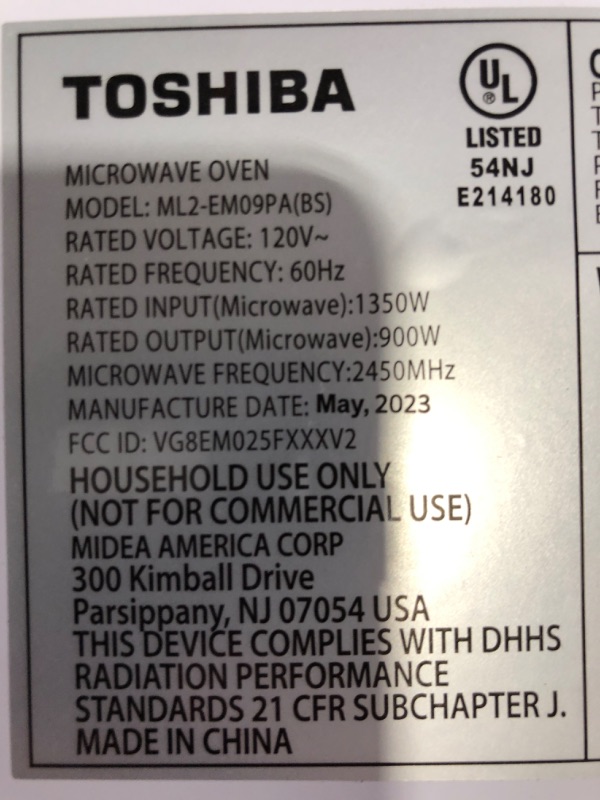 TOSHIBA
UL
®
LISTED
54NJ
E214180
MICROWAVE OVEN
MODEL: ML2-EM09PA(BS)
RATED VOLTAGE: 120V~
RATED FREQUENCY: 60Hz
RATED INPUT(Microwave):1350W
RATED OUTPUT(Microwave):900W
MICROWAVE FREQUENCY:2450MHz
MANUFACTURE DATE: May, 2023
FCC ID: VG8EM025FXXXV2
HOUSEHOLD USE ONLY
(NOT FOR COMMERCIAL USE)
MIDEA AMERICA CORP
300 Kimball Drive
Parsippany, NJ 07054 USA
THIS DEVICE COMPLIES WITH DHHS
RADIATION PERFORMANCE
STANDARDS 21 CFR SUBCHAPTER J.
MADE IN CHINA